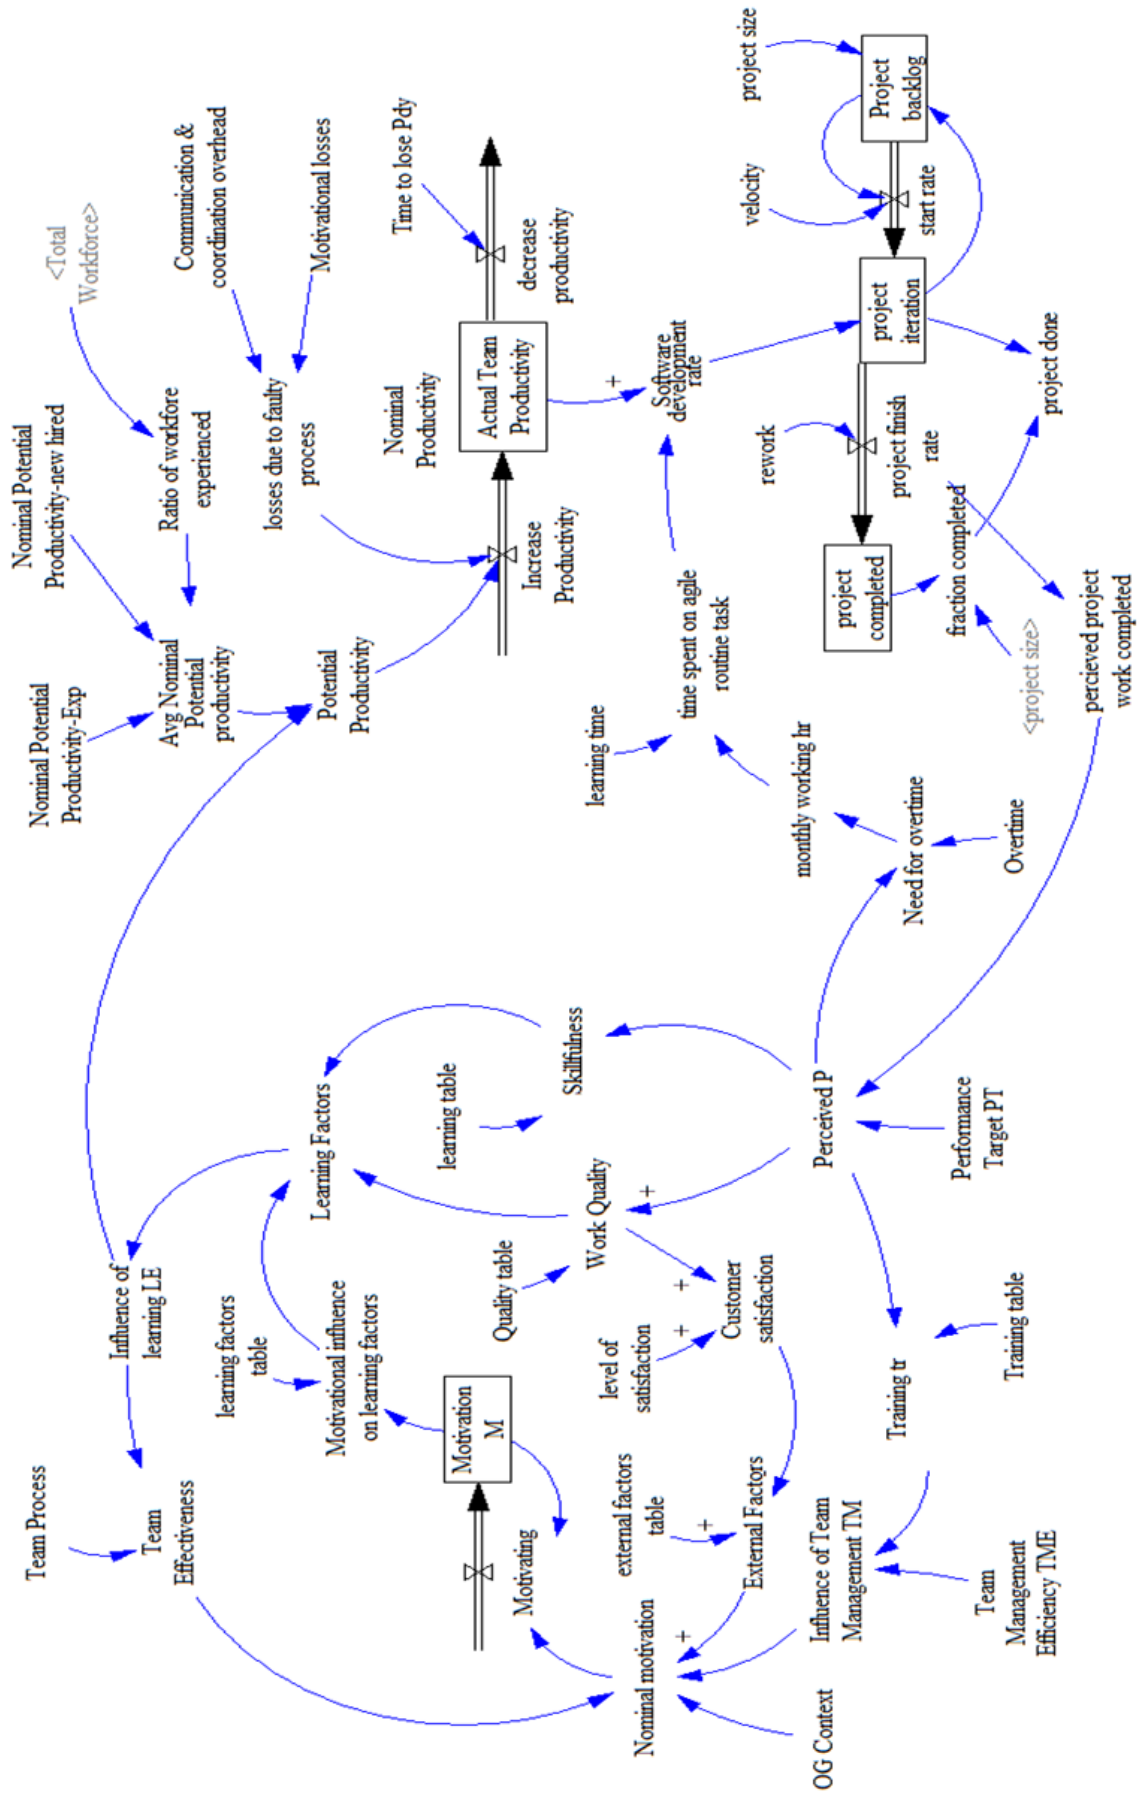 Team Process
Team
Effectiveness
Influence of
learning LE
Nominal Potential
Productivity-Exp
Nominal Potential
Productivity-new hired
<Total
Workforce>
Avg Nominal
Potential
productivity
Ratio of workfore
experienced
Communication &
coordination overhead
Motivational losses
losses due to faulty
process
Potential
Productivity
learning factors
table
Motivational influence
on learning factors
Learning Factors
Nominal
Productivity
Time to lose Pdy
Motivation
M
Motivating
learning table
Skillfulness
Increase
Productivity
Actual Team
Productivity
decrease
productivity
Quality table
Work Quality
+
external factors
table
+
level of
satisfaction
+
+
Customer
satisfaction
External Factors
Nominal motivation
+
learning time
time spent on agile
routine task
+
Software
development
rate
velocity
project size
OG Context
Influence of Team
Management TM
Team
Management
Efficiency TME
Training tr
Training table
Perceived P
Performance
Target PT
monthly working hr
Need for overtime
Overtime
rework
project
completed
project finish
rate
project
iteration
start rate
Project
backlog
fraction completed
<project size>
project done
percieved project
work completed